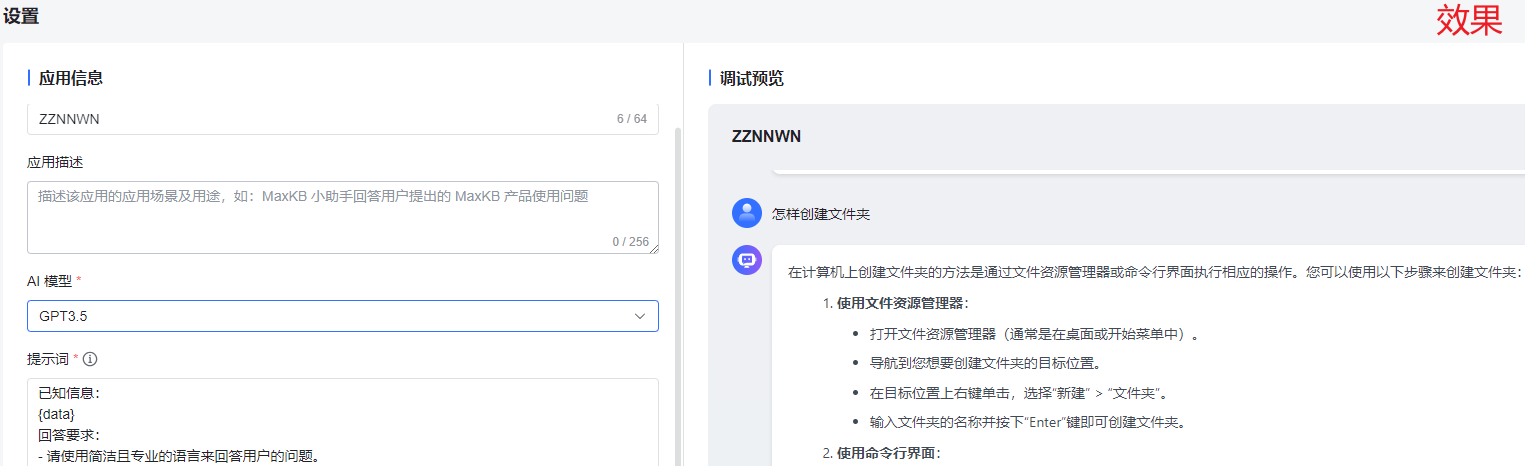 设置
效果
应用信息
ZZNNWN
6 / 64
应用描述
描述该应用的应用场景及用途，如：MaxKB 小助手回答用户提出的 MaxKB 产品使用问题
0 / 256
AI 模型 *
GPT3.5
提示词 *
已知信息：
{data}
回答要求：
- 请使用简洁且专业的语言来回答用户的问题。
调试预览
ZZNNWN
怎样创建文件夹
在计算机上创建文件夹的方法是通过文件资源管理器或命令行界面执行相应的操作。您可以使用以下步骤来创建文件夹：
1. 使用文件资源管理器：
• 打开文件资源管理器（通常是在桌面或开始菜单中）。
• 导航到您想要创建文件夹的目标位置。
• 在目标位置上右键单击，选择“新建” > “文件夹”。
• 输入文件夹的名称并按下“Enter”键即可创建文件夹。
2. 使用命令行界面：